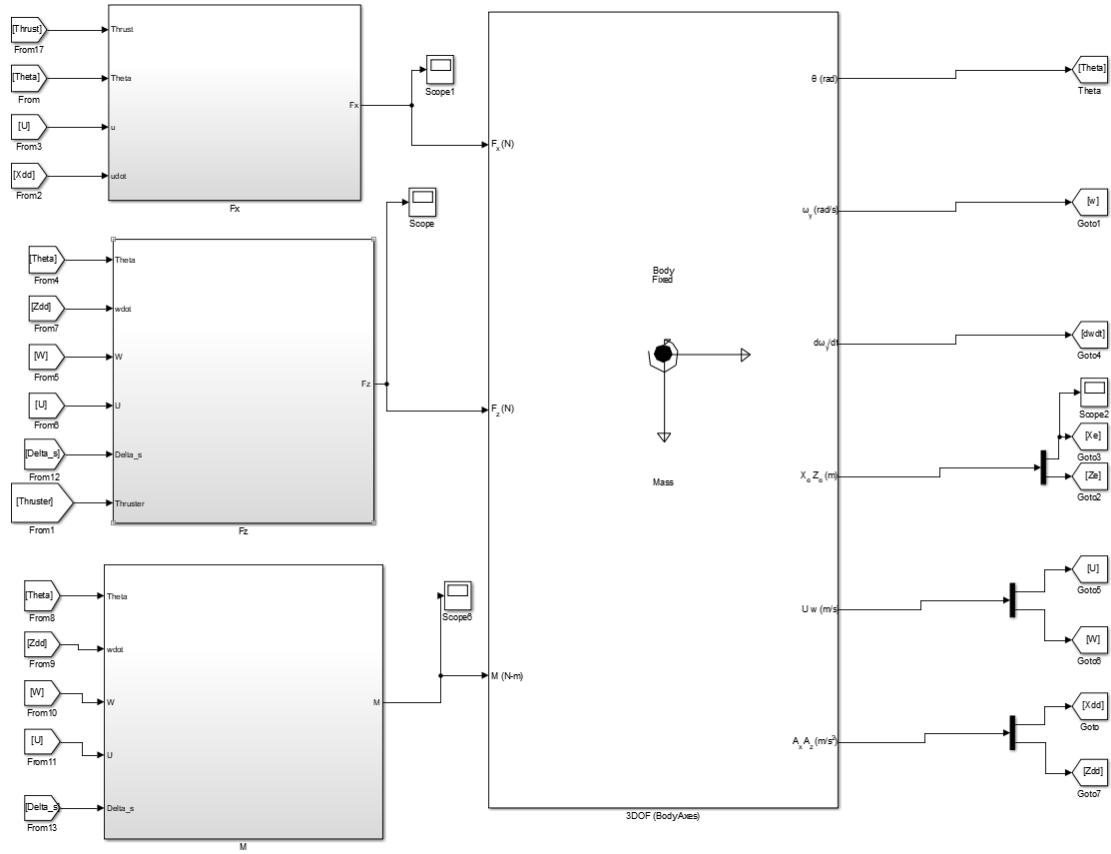 [Thrust]
From17
Thrust
[Theta]
From
Theta
[U]
From3
u
[Xdd]
From2
udot
Fx
Fx
Scope1
[Theta]
From4
Theta
[Zdd]
From7
wdot
[W]
From5
W
[U]
From6
U
[Delta_s]
From12
Delta_s
[Thruster]
From1
Thruster
Fz
Fz
Scope
[Theta]
From8
Theta
[Zdd]
From9
wdot
[W]
From10
W
[U]
From11
U
[Delta_s]
From13
Delta_s
M
M
Scope6
F_x (N)
F_z (N)
M (N-m)
Body
Fixed
Mass
θ (rad)
ω_y (rad/s)
dω_y/dt
X_e Z_e (m)
U w (m/s
A_x A_z (m/s²)
3DOF (Body Axes)
[Theta]
Theta
[w]
Goto1
[dwdt]
Goto4
Scope2
[Xe]
Goto3
[Ze]
Goto2
[U]
Goto5
[W]
Goto6
[Xdd]
Goto
[Zdd]
Goto7